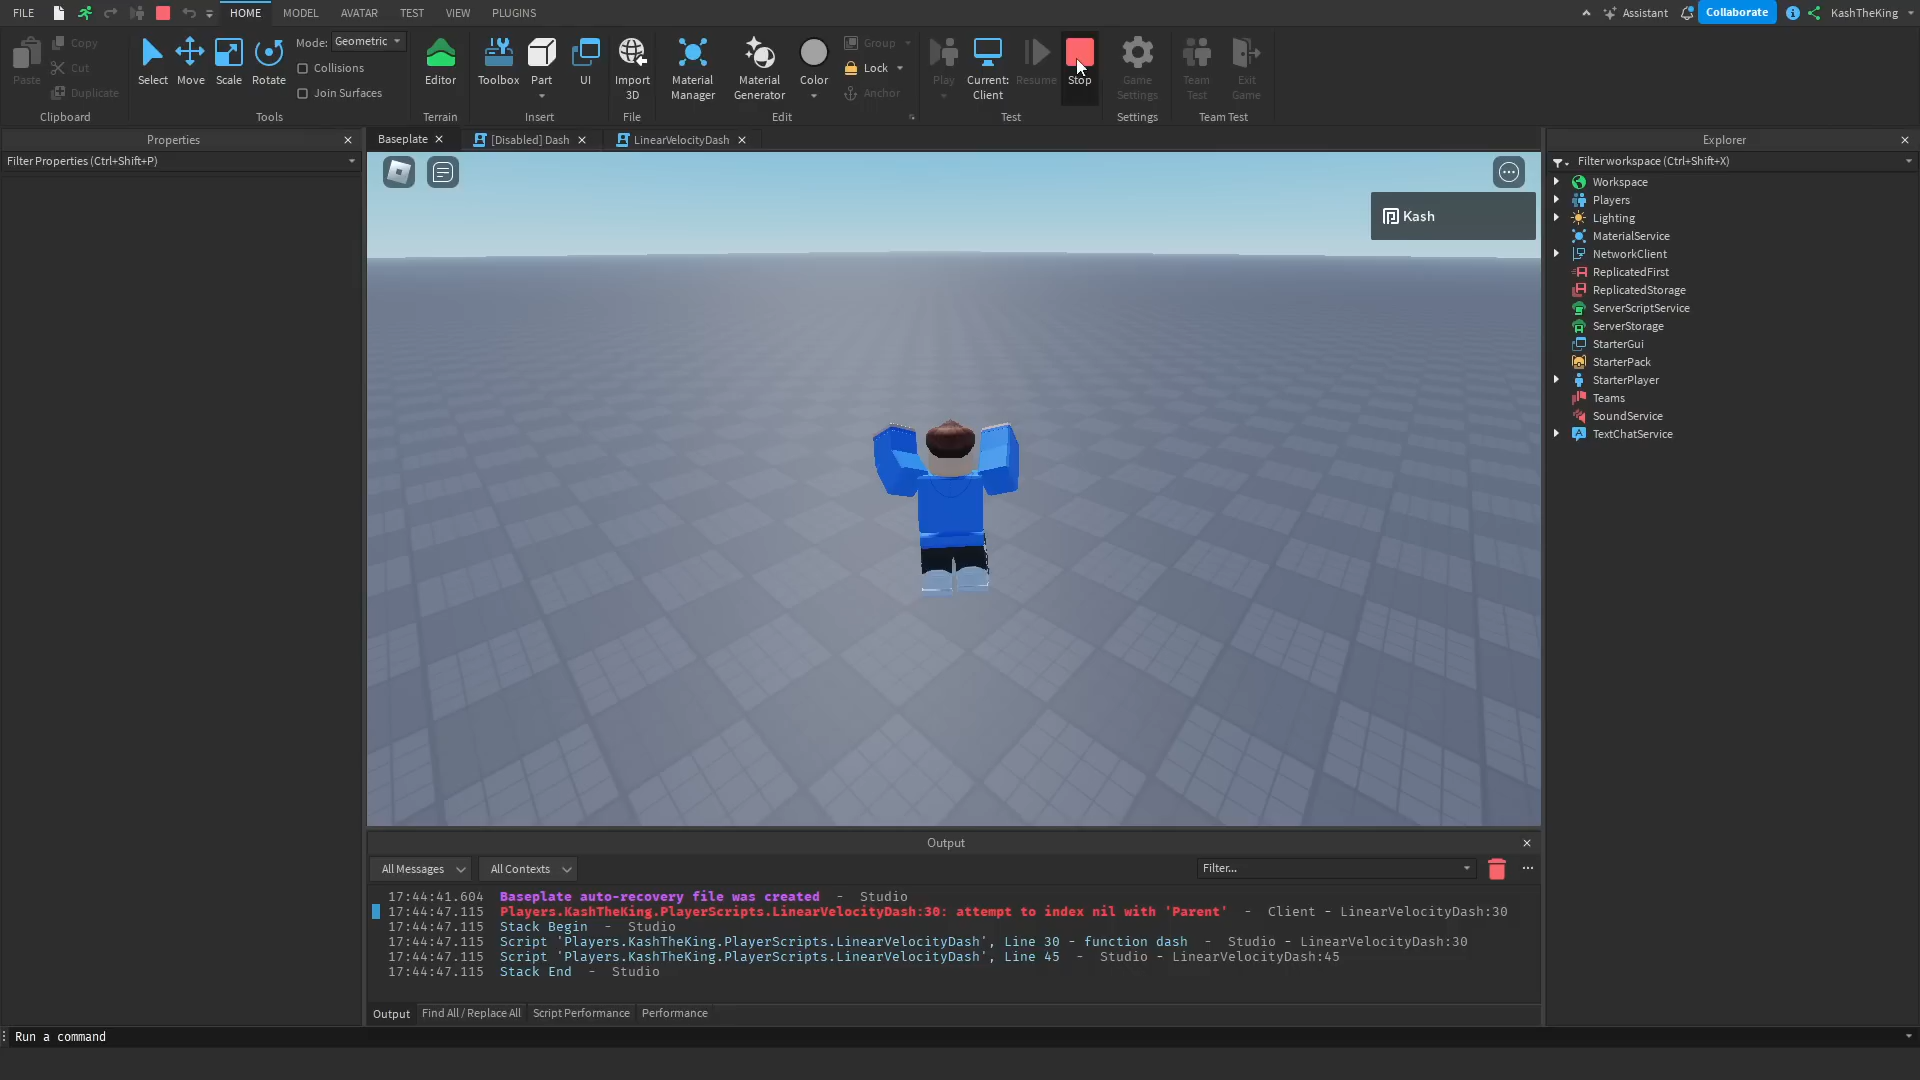 FILE HOME MODEL AVATAR TEST VIEW PLUGINS Assistant Collaborate KashTheKing
Paste Copy Cut Duplicate Clipboard
Select Move Scale Rotate Mode: Geometric Collisions Join Surfaces Tools
Editor Terrain
Toolbox Part UI Insert
Import 3D File
Material Manager Material Generator Color Group Lock Anchor Edit
Play Current: Client Resume Stop Test
Game Settings Settings
Team Test Exit Game Team Test
Properties
Filter Properties (Ctrl+Shift+P)
Baseplate [Disabled] Dash LinearVelocityDash
Kash
Explorer
Filter workspace (Ctrl+Shift+X)
Workspace
Players
Lighting
MaterialService
NetworkClient
ReplicatedFirst
ReplicatedStorage
ServerScriptService
ServerStorage
StarterGui
StarterPack
StarterPlayer
Teams
SoundService
TextChatService
Output
All Messages All Contexts Filter...
17:44:41.604 Baseplate auto-recovery file was created - Studio
17:44:47.115 Players.KashTheKing.PlayerScripts.LinearVelocityDash:30: attempt to index nil with 'Parent' - Client - LinearVelocityDash:30
17:44:47.115 Stack Begin - Studio
17:44:47.115 Script 'Players.KashTheKing.PlayerScripts.LinearVelocityDash', Line 30 - function dash - Studio - LinearVelocityDash:30
17:44:47.115 Script 'Players.KashTheKing.PlayerScripts.LinearVelocityDash', Line 45 - Studio - LinearVelocityDash:45
17:44:47.115 Stack End - Studio
Output Find All / Replace All Script Performance Performance
Run a command